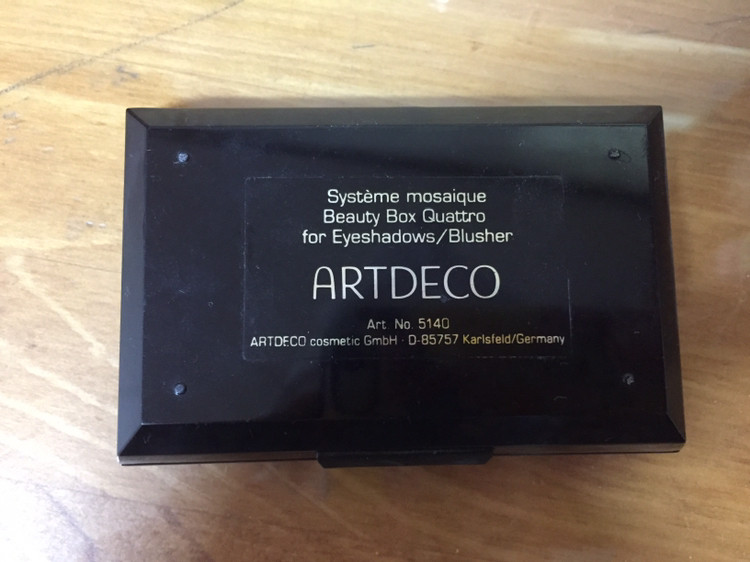 Système mosaique
Beauty Box Quattro
for Eyeshadows/Blusher
ARTDECO
Art. No. 5140
ARTDECO cosmetic GmbH · D-85757 Karlsfeld/Germany